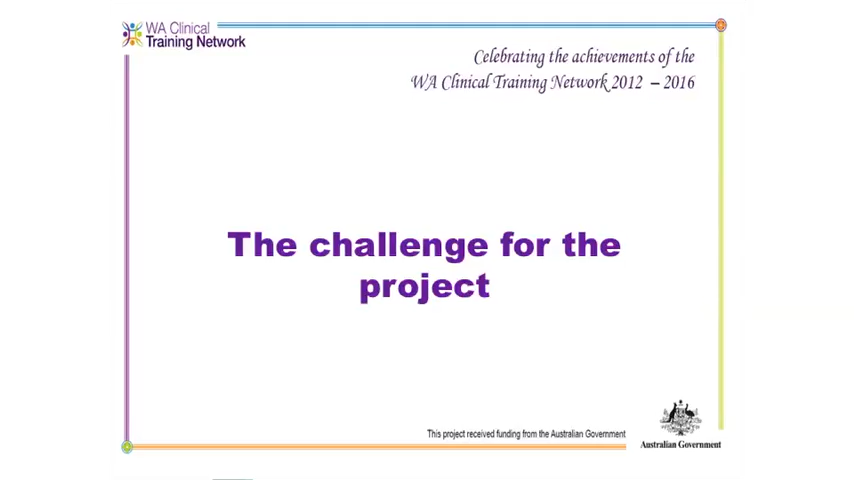 WA Clinical
Training Network
Celebrating the achievements of the
WA Clinical Training Network 2012 – 2016
The challenge for the
project
This project received funding from the Australian Government
Australian Government